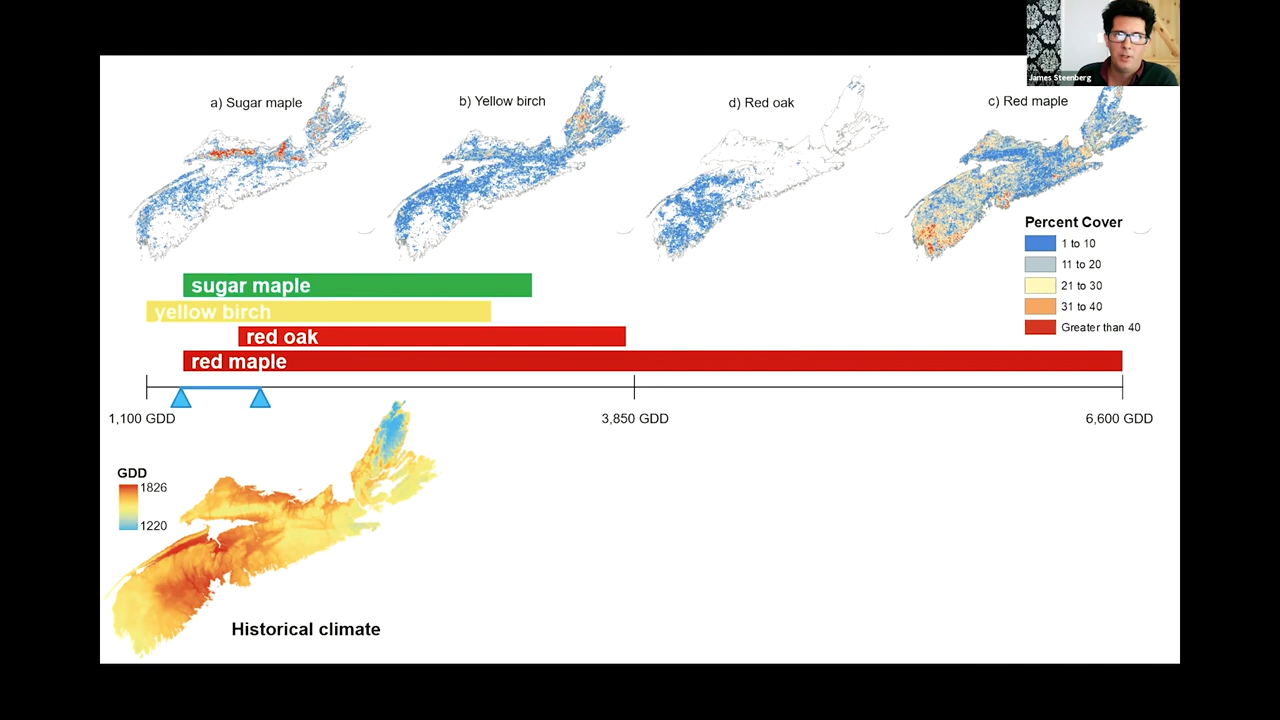 James Steenberg
a) Sugar maple
b) Yellow birch
d) Red oak
c) Red maple
Percent Cover
1 to 10
11 to 20
21 to 30
31 to 40
Greater than 40
sugar maple
yellow birch
red oak
red maple
1,100 GDD
3,850 GDD
6,600 GDD
GDD
1826
1220
Historical climate